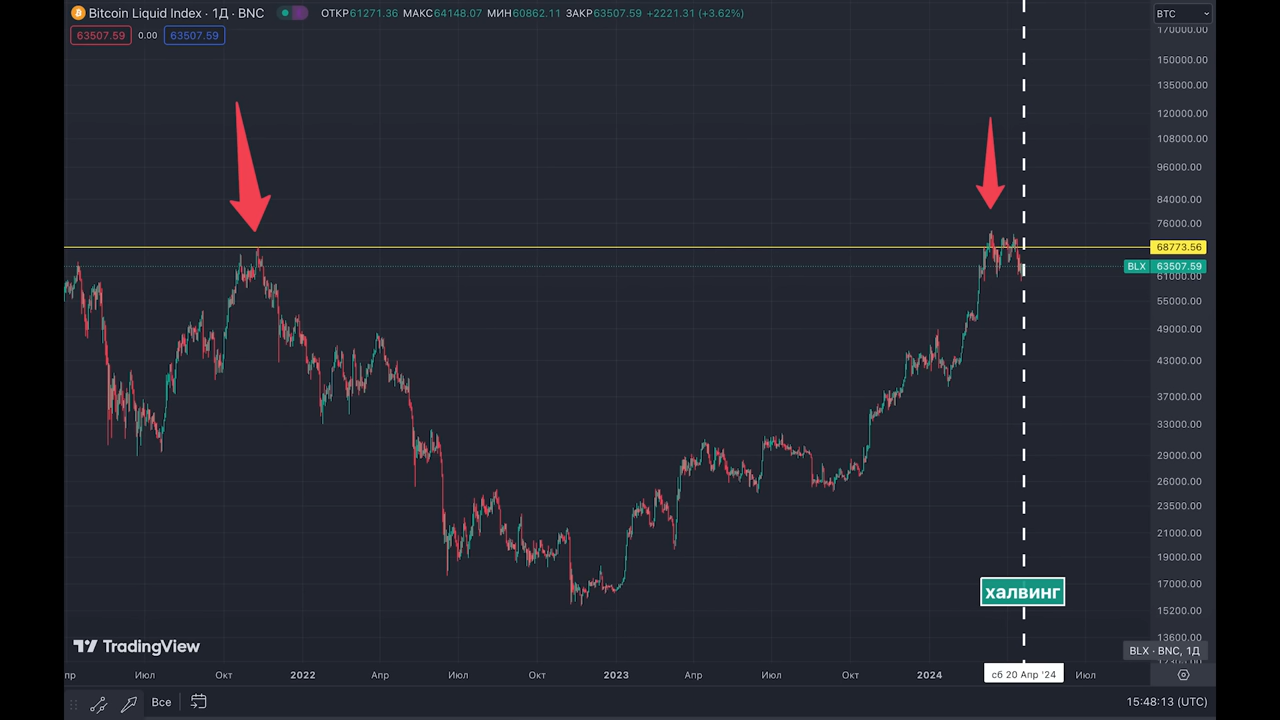 Bitcoin Liquid Index · 1Д · BNC ОТКР61271.36 МАКС64148.07 МИН60862.11 ЗАКР63507.59 +2221.31 (+3.62%)
BTC
63507.59 0.00 63507.59
170000.00
150000.00
135000.00
120000.00
108000.00
96000.00
84000.00
76000.00
68773.56
BLX 63507.59
61000.00
55000.00
49000.00
43000.00
38000.00
33000.00
29000.00
26000.00
23500.00
21000.00
19000.00
17000.00
халвинг
15200.00
13600.00
TradingView
BLX · BNC, 1Д
пр Июл Окт 2022 Апр Июл Окт 2023 Апр Июл Окт 2024 сб 20 Апр '24 Июл
Все
15:48:13 (UTC)